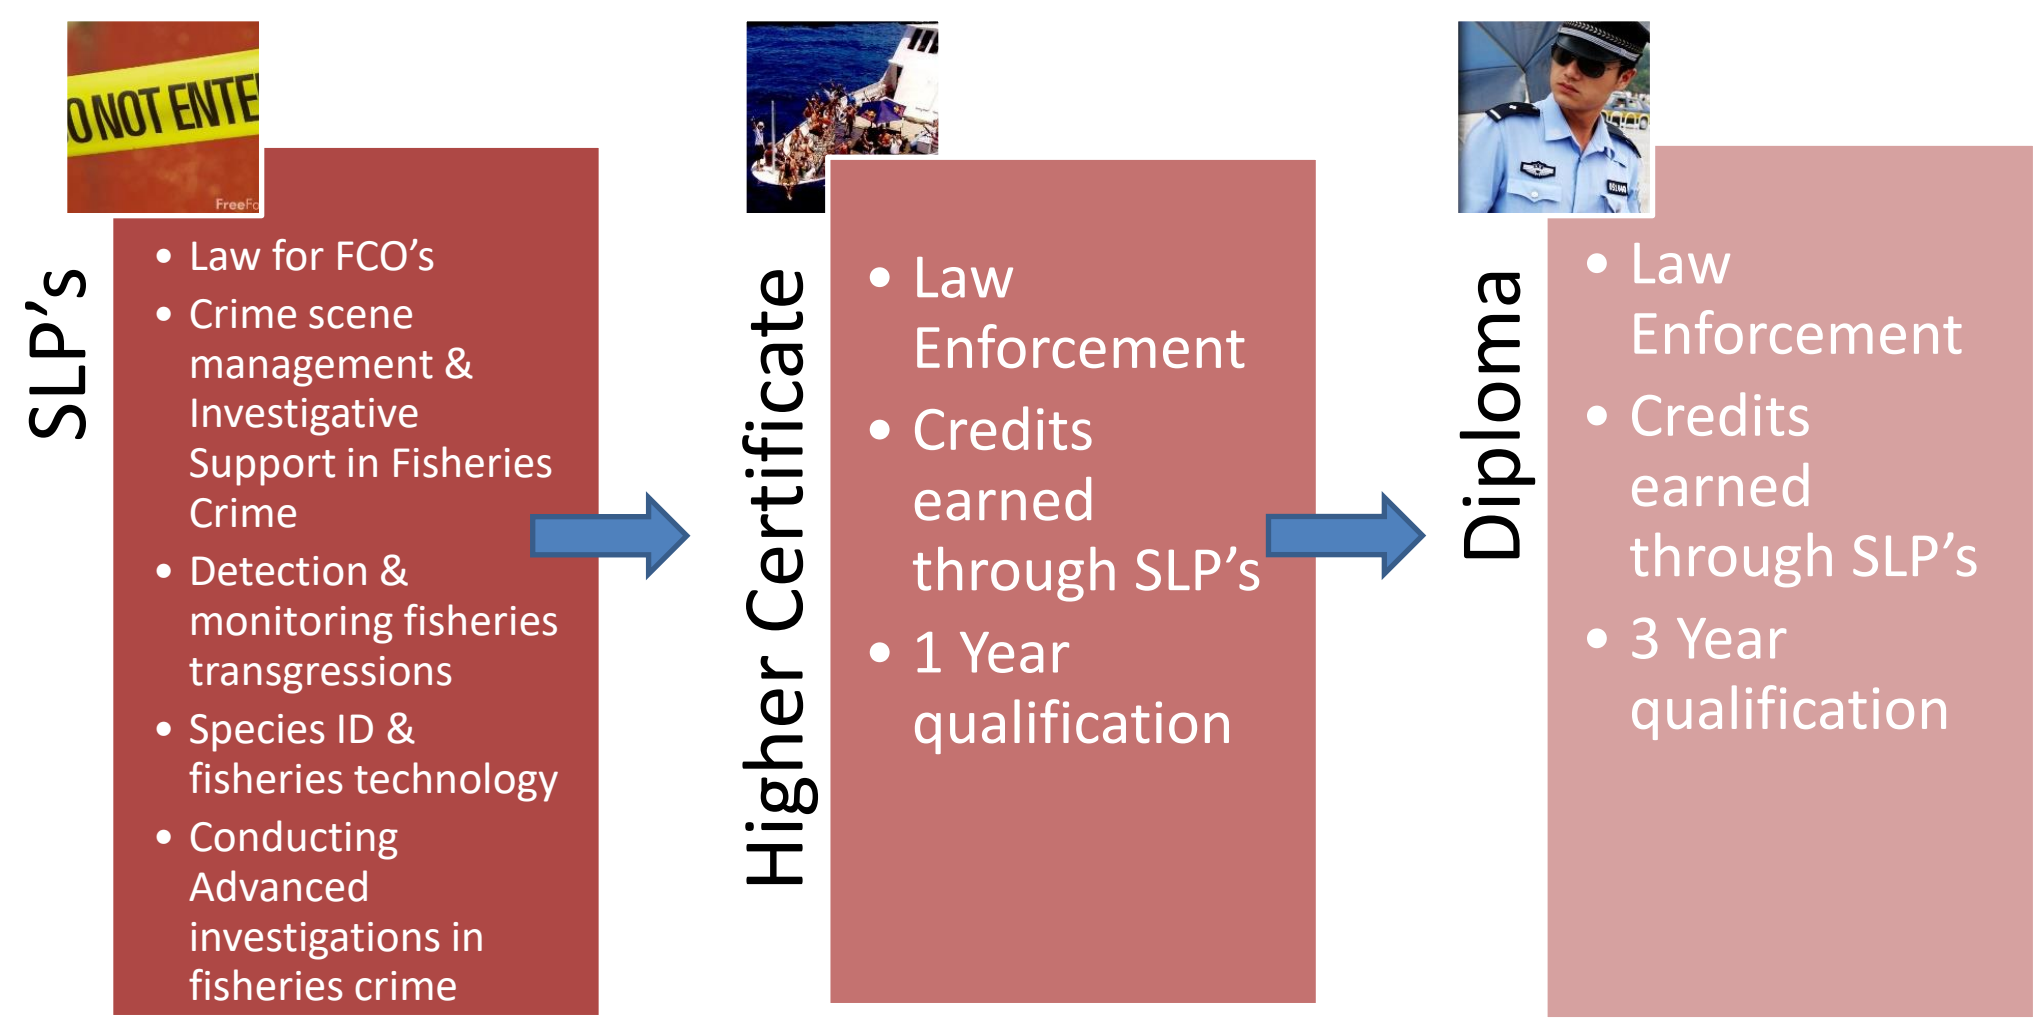 O NOT ENTE
FreeFo
SLP's
• Law for FCO's
• Crime scene
management &
Investigative
Support in Fisheries
Crime
• Detection &
monitoring fisheries
transgressions
• Species ID &
fisheries technology
• Conducting
Advanced
investigations in
fisheries crime
Higher Certificate
• Law
Enforcement
• Credits
earned
through SLP's
• 1 Year
qualification
Diploma
• Law
Enforcement
• Credits
earned
through SLP's
• 3 Year
qualification